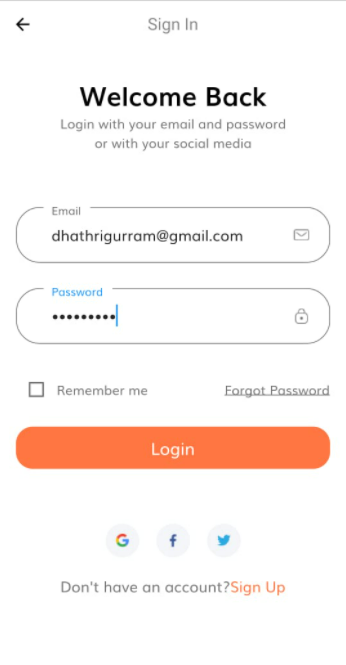 Sign In
Welcome Back
Login with your email and password
or with your social media
Email
dhathrigurram@gmail.com
Password
•••••••••
Remember me Forgot Password
Login
Don't have an account?Sign Up